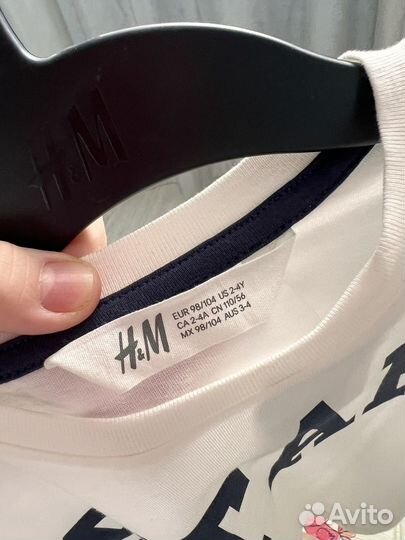 H&M
H&M
EUR 98/104 US 2-4Y
CA 2-4A CN 110/56
MX 98/104 AUS 3-4
Avito